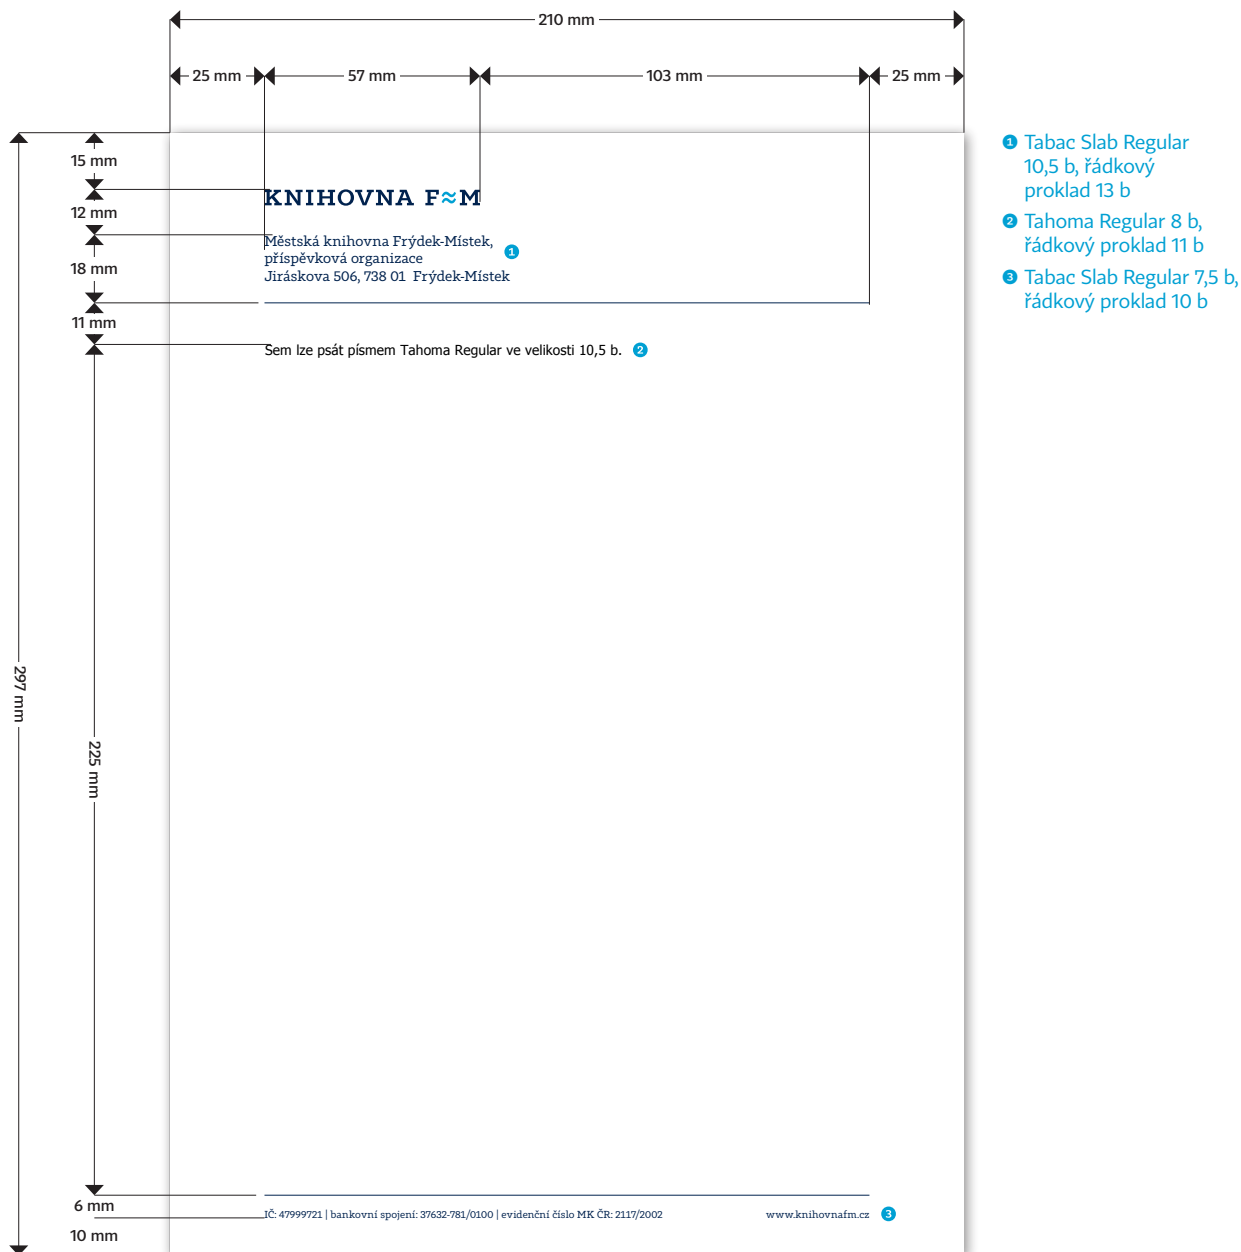 210 mm
25 mm
57 mm
103 mm
25 mm
15 mm
12 mm
18 mm
11 mm
297 mm
225 mm
6 mm
10 mm
KNIHOVNA F≈M
Městská knihovna Frýdek-Místek,
příspěvková organizace
Jiráskova 506, 738 01 Frýdek-Místek
1
Sem lze psát písmem Tahoma Regular ve velikosti 10,5 b. 2
IČ: 47999721 | bankovní spojení: 37632-781/0100 | evidenční číslo MK ČR: 2117/2002 www.knihovnafm.cz 3
1 Tabac Slab Regular
10,5 b, řádkový
proklad 13 b
2 Tahoma Regular 8 b,
řádkový proklad 11 b
3 Tabac Slab Regular 7,5 b,
řádkový proklad 10 b